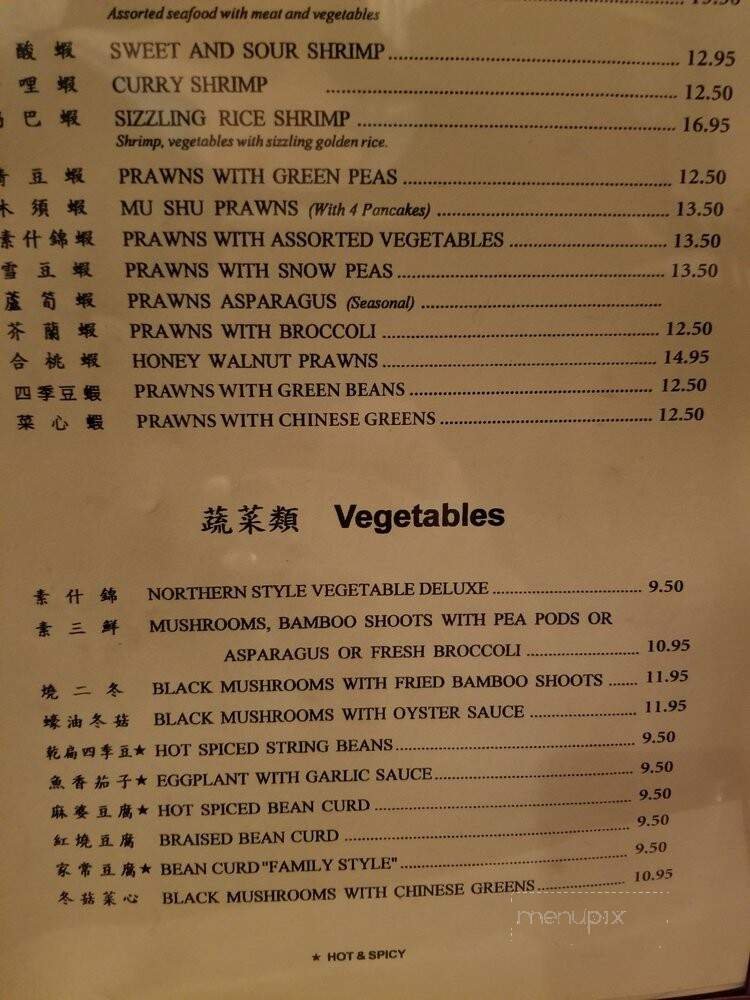 Assorted seafood with meat and vegetables
酸 蝦 SWEET AND SOUR SHRIMP 12.95
哩 蝦 CURRY SHRIMP 12.50
巴 蝦 SIZZLING RICE SHRIMP 16.95
Shrimp, vegetables with sizzling golden rice.
青 豆 蝦 PRAWNS WITH GREEN PEAS 12.50
木 須 蝦 MU SHU PRAWNS (With 4 Pancakes) 13.50
素什錦蝦 PRAWNS WITH ASSORTED VEGETABLES 13.50
雪 豆 蝦 PRAWNS WITH SNOW PEAS 13.50
蘆 筍 蝦 PRAWNS ASPARAGUS (Seasonal)
芥 蘭 蝦 PRAWNS WITH BROCCOLI 12.50
合 桃 蝦 HONEY WALNUT PRAWNS 14.95
四季豆蝦 PRAWNS WITH GREEN BEANS 12.50
菜 心 蝦 PRAWNS WITH CHINESE GREENS 12.50
蔬菜類 Vegetables
素 什 錦 NORTHERN STYLE VEGETABLE DELUXE 9.50
素 三 鮮 MUSHROOMS, BAMBOO SHOOTS WITH PEA PODS OR
ASPARAGUS OR FRESH BROCCOLI 10.95
燒 二 冬 BLACK MUSHROOMS WITH FRIED BAMBOO SHOOTS 11.95
蠔油冬菇 BLACK MUSHROOMS WITH OYSTER SAUCE 11.95
乾扁四季豆★ HOT SPICED STRING BEANS 9.50
魚香茄子★ EGGPLANT WITH GARLIC SAUCE 9.50
麻婆豆腐★ HOT SPICED BEAN CURD 9.50
紅燒豆腐 BRAISED BEAN CURD 9.50
家常豆腐★ BEAN CURD "FAMILY STYLE" 9.50
冬菇菜心 BLACK MUSHROOMS WITH CHINESE GREENS 10.95
menupix
★ HOT & SPICY